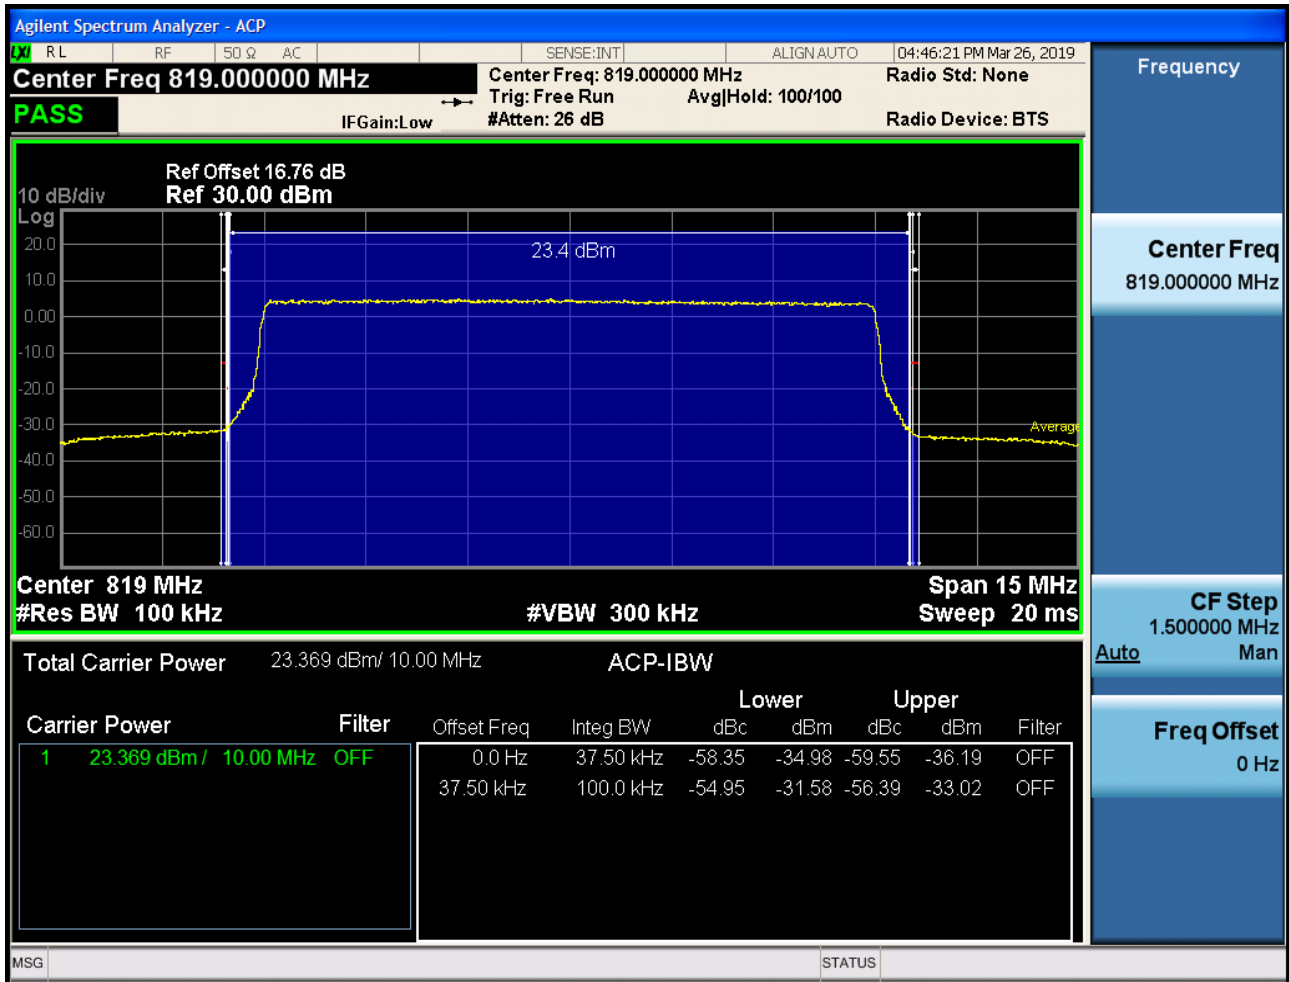 Agilent Spectrum Analyzer - ACP
LXI RL RF 50 Ω AC SENSE:INT ALIGN AUTO 04:46:21 PM Mar 26, 2019
Center Freq 819.000000 MHz
PASS
IFGain:Low
Center Freq: 819.000000 MHz
Trig: Free Run Avg|Hold: 100/100
#Atten: 26 dB
Radio Std: None
Radio Device: BTS
Ref Offset 16.76 dB
10 dB/div Ref 30.00 dBm
Log
20.0
10.0
0.00
-10.0
-20.0
-30.0
-40.0
-50.0
-60.0
23.4 dBm
Average
Center 819 MHz Span 15 MHz
#Res BW 100 kHz #VBW 300 kHz Sweep 20 ms
Total Carrier Power 23.369 dBm/ 10.00 MHz ACP-IBW
Lower Upper
Carrier Power Filter Offset Freq Integ BW dBc dBm dBc dBm Filter
1 23.369 dBm / 10.00 MHz OFF 0.0 Hz 37.50 kHz -58.35 -34.98 -59.55 -36.19 OFF
37.50 kHz 100.0 kHz -54.95 -31.58 -56.39 -33.02 OFF
Frequency
Center Freq
819.000000 MHz
CF Step
1.500000 MHz
Auto Man
Freq Offset
0 Hz
MSG STATUS